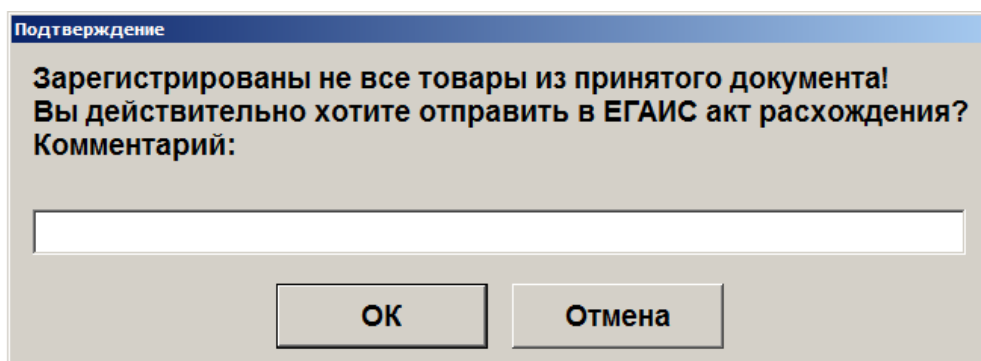 Подтверждение
Зарегистрированы не все товары из принятого документа!
Вы действительно хотите отправить в ЕГАИС акт расхождения?
Комментарий:
ОК
Отмена